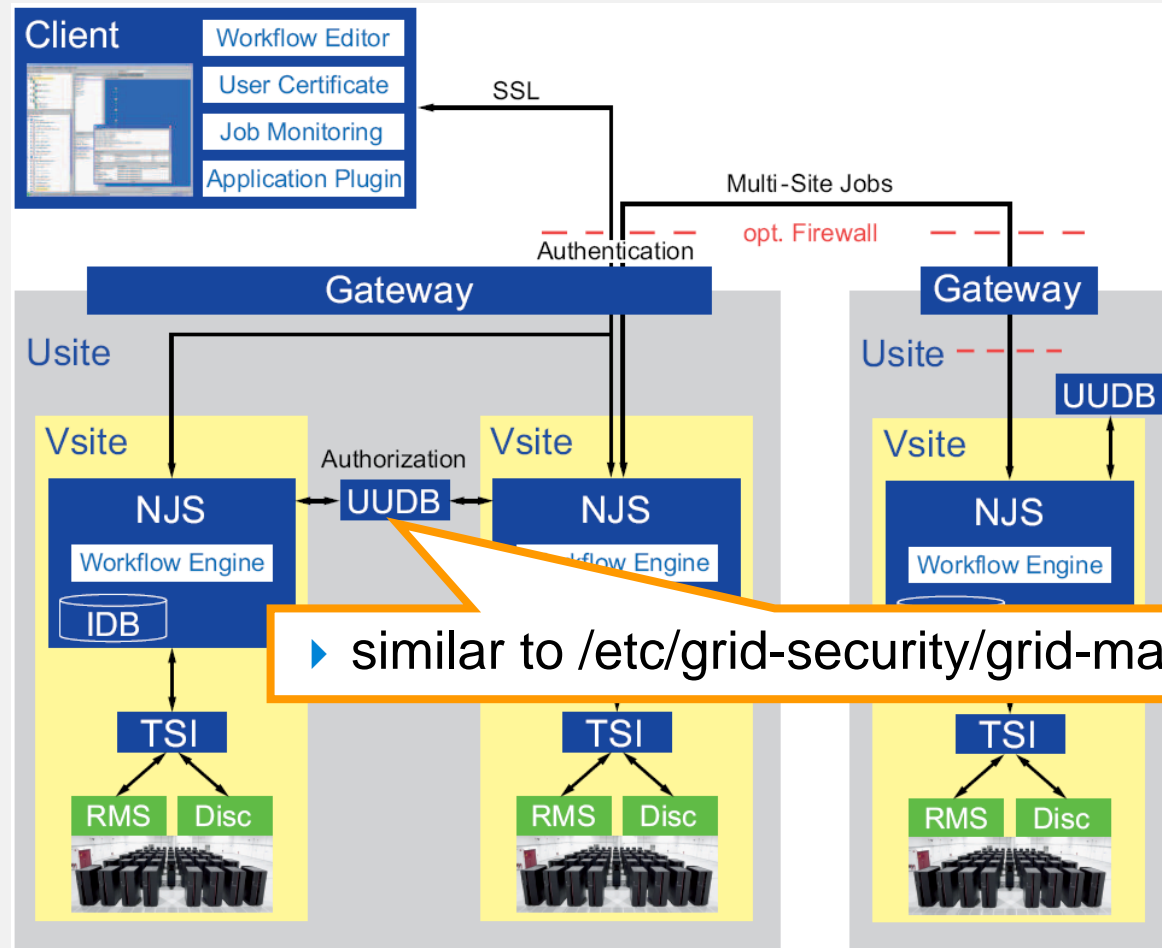 Client
Workflow Editor
User Certificate
Job Monitoring
Application Plugin
SSL
Multi-Site Jobs
opt. Firewall
Authentication
Gateway
Gateway
Usite
Usite
UUDB
Vsite
Authorization
Vsite
Vsite
NJS
UUDB
NJS
NJS
Workflow Engine
Engine
Workflow Engine
IDB
similar to /etc/grid-security/grid-ma
TSI
TSI
TSI
RMS
Disc
RMS
Disc
RMS
Disc